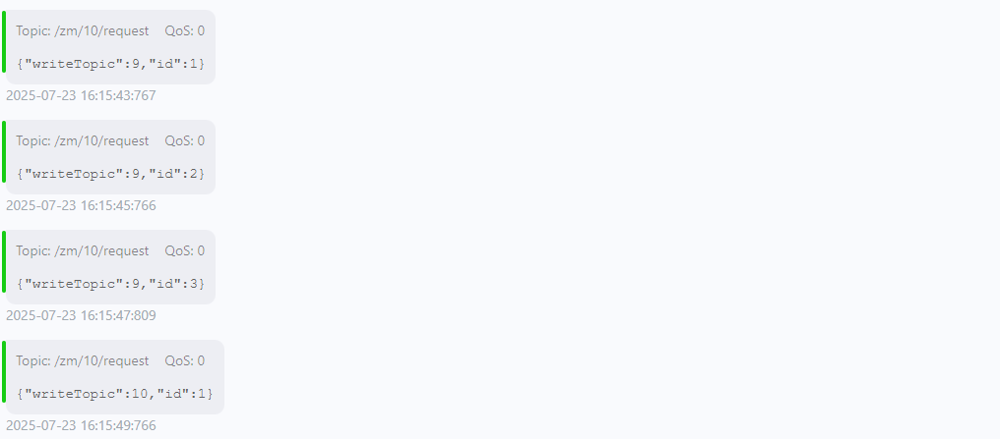 Topic: /zm/10/request QoS: 0
{"writeTopic":9,"id":1}
2025-07-23 16:15:43:767
Topic: /zm/10/request QoS: 0
{"writeTopic":9,"id":2}
2025-07-23 16:15:45:766
Topic: /zm/10/request QoS: 0
{"writeTopic":9,"id":3}
2025-07-23 16:15:47:809
Topic: /zm/10/request QoS: 0
{"writeTopic":10,"id":1}
2025-07-23 16:15:49:766